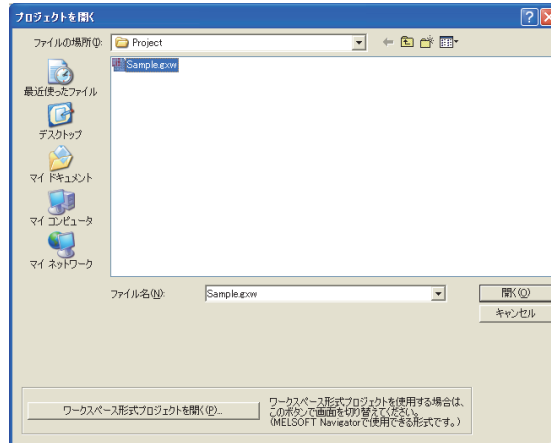 プロジェクトを開く
ファイルの場所(I):
Project
Sample.gxw
最近使ったファイル
デスクトップ
マイ ドキュメント
マイ コンピュータ
マイ ネットワーク
ファイル名(N):
Sample.gxw
開く(O)
キャンセル
ワークスペース形式プロジェクトを開く(P)...
ワークスペース形式プロジェクトを使用する場合は、
このボタンで画面を切り替えてください。
(MELSOFT Navigatorで使用できる形式です。)